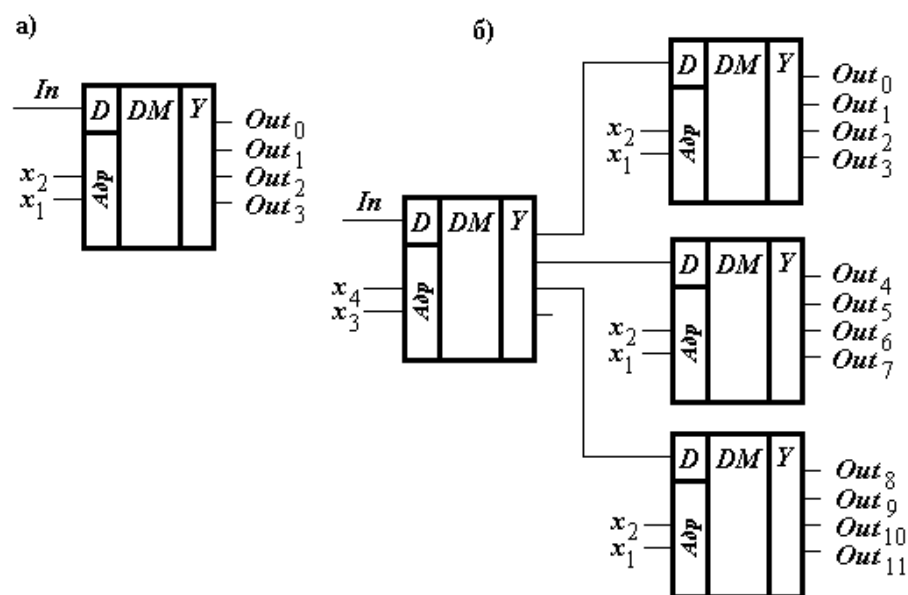 а)
In
D DM Y
Адр
x2
x1
Out0
Out1
Out2
Out3
б)
In
D DM Y
Адр
x4
x3
D DM Y
Адр
x2
x1
Out0
Out1
Out2
Out3
D DM Y
Адр
x2
x1
Out4
Out5
Out6
Out7
D DM Y
Адр
x2
x1
Out8
Out9
Out10
Out11